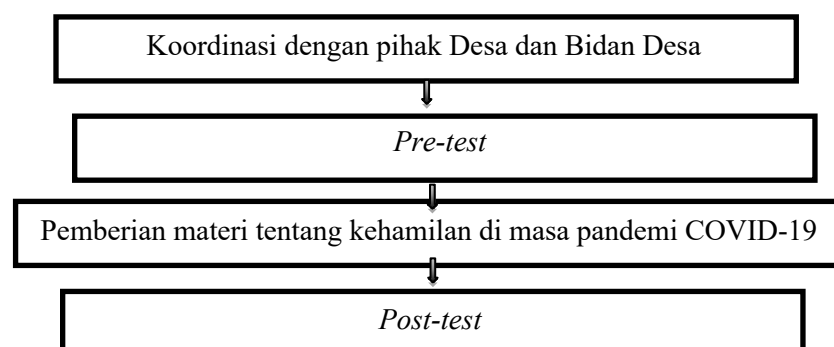 Koordinasi dengan pihak Desa dan Bidan Desa
Pre-test
Pemberian materi tentang kehamilan di masa pandemi COVID-19
Post-test